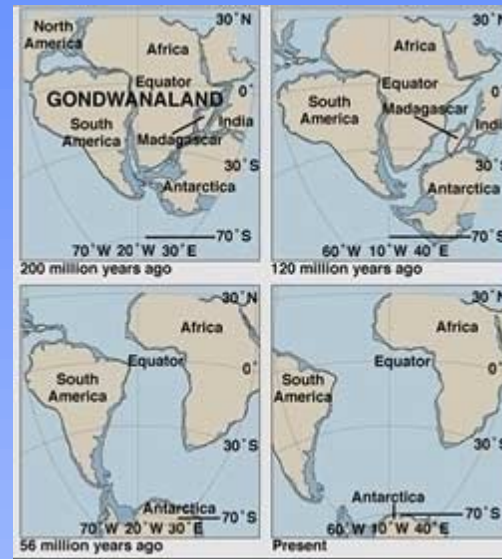 North
America
Africa
30°N
Equator
0°
GONDWANALAND
South
America
India
Madagascar
30°S
Antarctica
70°S
70°W 20°W 30°E
200 million years ago
30°N
Africa
Equator
0°
South
America
Madagascar
India
30°S
Antarctica
70°S
60°W 10°W 40°E
120 million years ago
30°N
Africa
Equator
0°
South
America
30°S
Antarctica
70°S
70°W 20°W 30°E
56 million years ago
30°N
Africa
Equator
0°
South
America
30°S
Antarctica
70°S
60°W 10°W 40°E
Present